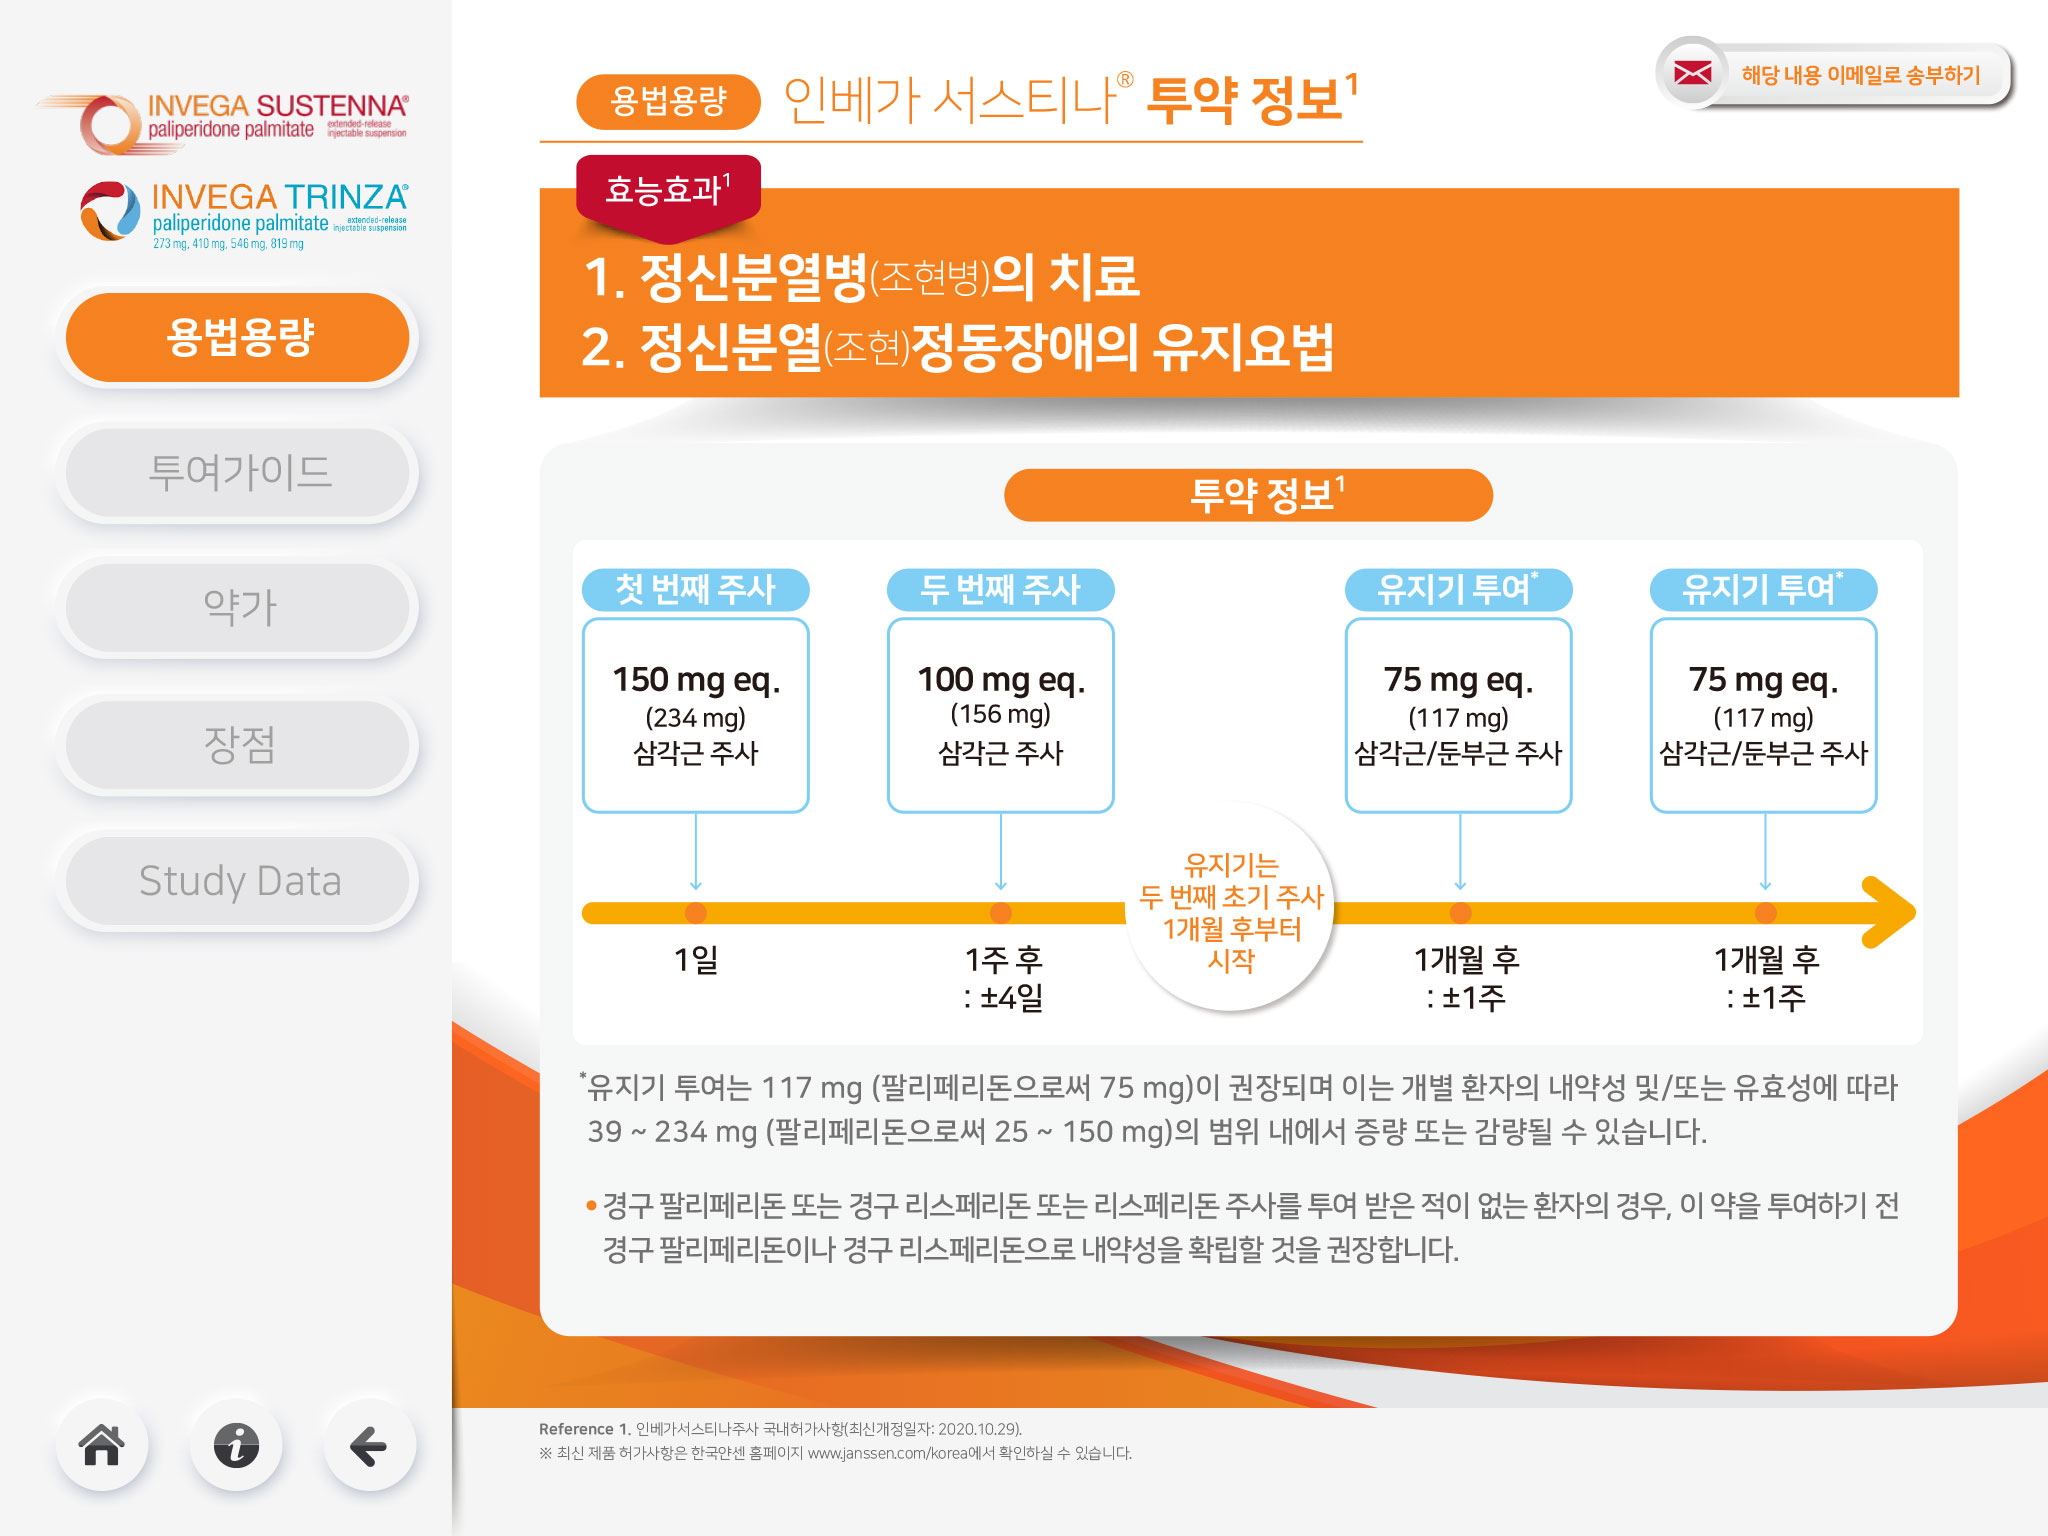 INVEGA SUSTENNA®
paliperidone palmitate extended-release injectable suspension
INVEGA TRINZA®
paliperidone palmitate extended-release injectable suspension
273 mg, 410 mg, 546 mg, 819 mg
용법용량
투여가이드
약가
장점
Study Data
용법용량 인베가 서스티나® 투약 정보1
해당 내용 이메일로 송부하기
효능효과1
1. 정신분열병(조현병)의 치료
2. 정신분열(조현)정동장애의 유지요법
투약 정보1
첫 번째 주사
150 mg eq.
(234 mg)
삼각근 주사
1일
두 번째 주사
100 mg eq.
(156 mg)
삼각근 주사
1주 후
: ±4일
유지기는
두 번째 초기 주사
1개월 후부터
시작
유지기 투여*
75 mg eq.
(117 mg)
삼각근/둔부근 주사
1개월 후
: ±1주
유지기 투여*
75 mg eq.
(117 mg)
삼각근/둔부근 주사
1개월 후
: ±1주
*유지기 투여는 117 mg (팔리페리돈으로써 75 mg)이 권장되며 이는 개별 환자의 내약성 및/또는 유효성에 따라
39 ~ 234 mg (팔리페리돈으로써 25 ~ 150 mg)의 범위 내에서 증량 또는 감량될 수 있습니다.
• 경구 팔리페리돈 또는 경구 리스페리돈 또는 리스페리돈 주사를 투여 받은 적이 없는 환자의 경우, 이 약을 투여하기 전
경구 팔리페리돈이나 경구 리스페리돈으로 내약성을 확립할 것을 권장합니다.
Reference 1. 인베가서스티나주사 국내허가사항(최신개정일자: 2020.10.29).
※ 최신 제품 허가사항은 한국얀센 홈페이지 www.janssen.com/korea에서 확인하실 수 있습니다.